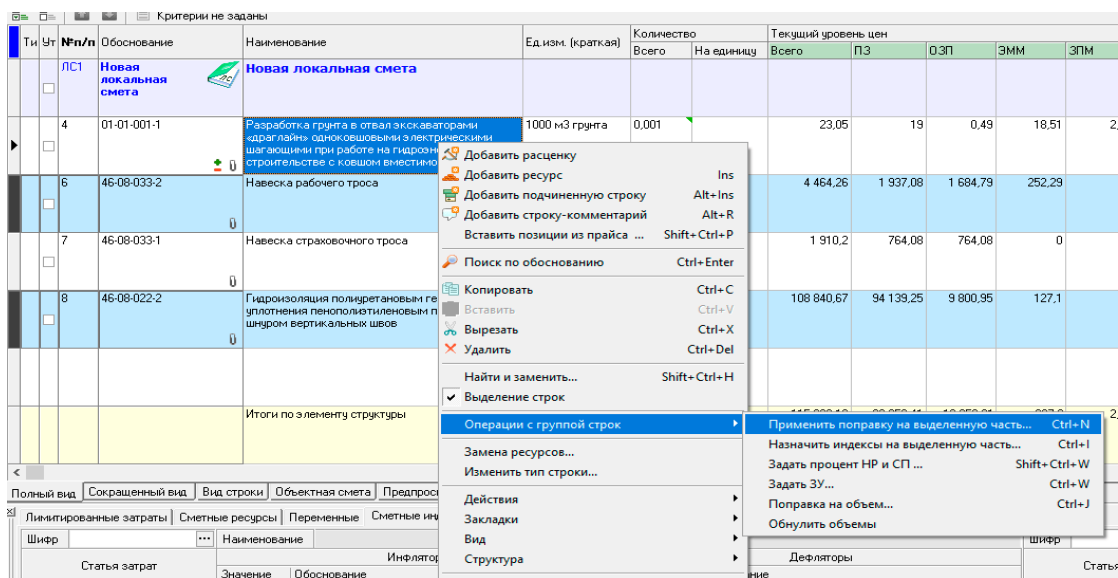 Критерии не заданы
Ти Ут №п/п Обоснование Наименование Ед.изм. (краткая) Количество Текущий уровень цен
Всего На единицу Всего ПЗ ОЗП ЭММ ЗПМ
ЛС1 Новая локальная смета Новая локальная смета
4 01-01-001-1 Разработка грунта в отвал экскаваторами 1000 м3 грунта 0,001 23,05 19 0,49 18,51 2,
«драглайн» одноковшовыми электрическими
шагающими при работе на гидроэн
строительстве с ковшом вместимо
6 46-08-033-2 Навеска рабочего троса 4 464,26 1 937,08 1 684,79 252,29
7 46-08-033-1 Навеска страховочного троса 1 910,2 764,08 764,08 0
8 46-08-022-2 Гидроизоляция полиуретановым ге 108 840,67 94 139,25 9 800,95 127,1
уплотнения пенополиэтиленовым п
шнуром вертикальных швов
Итоги по элементу структуры
Добавить расценку
Добавить ресурс Ins
Добавить подчиненную строку Alt+Ins
Добавить строку-комментарий Alt+R
Вставить позиции из прайса ... Shift+Ctrl+P
Поиск по обоснованию Ctrl+Enter
Копировать Ctrl+C
Вставить Ctrl+V
Вырезать Ctrl+X
Удалить Ctrl+Del
Найти и заменить... Shift+Ctrl+H
Выделение строк
Операции с группой строк
Замена ресурсов...
Изменить тип строки...
Действия
Закладки
Вид
Структура
Применить поправку на выделенную часть... Ctrl+N
Назначить индексы на выделенную часть... Ctrl+I
Задать процент НР и СП ... Shift+Ctrl+W
Задать ЗУ... Ctrl+W
Поправка на объем... Ctrl+J
Обнулить объемы
Полный вид Сокращенный вид Вид строки Объектная смета Предпрос
Лимитированные затраты Сметные ресурсы Переменные Сметные ин
Шифр ... Наименование Шифр
Статья затрат Инфлятор Дефляторы Статья
Значение Обоснование ние